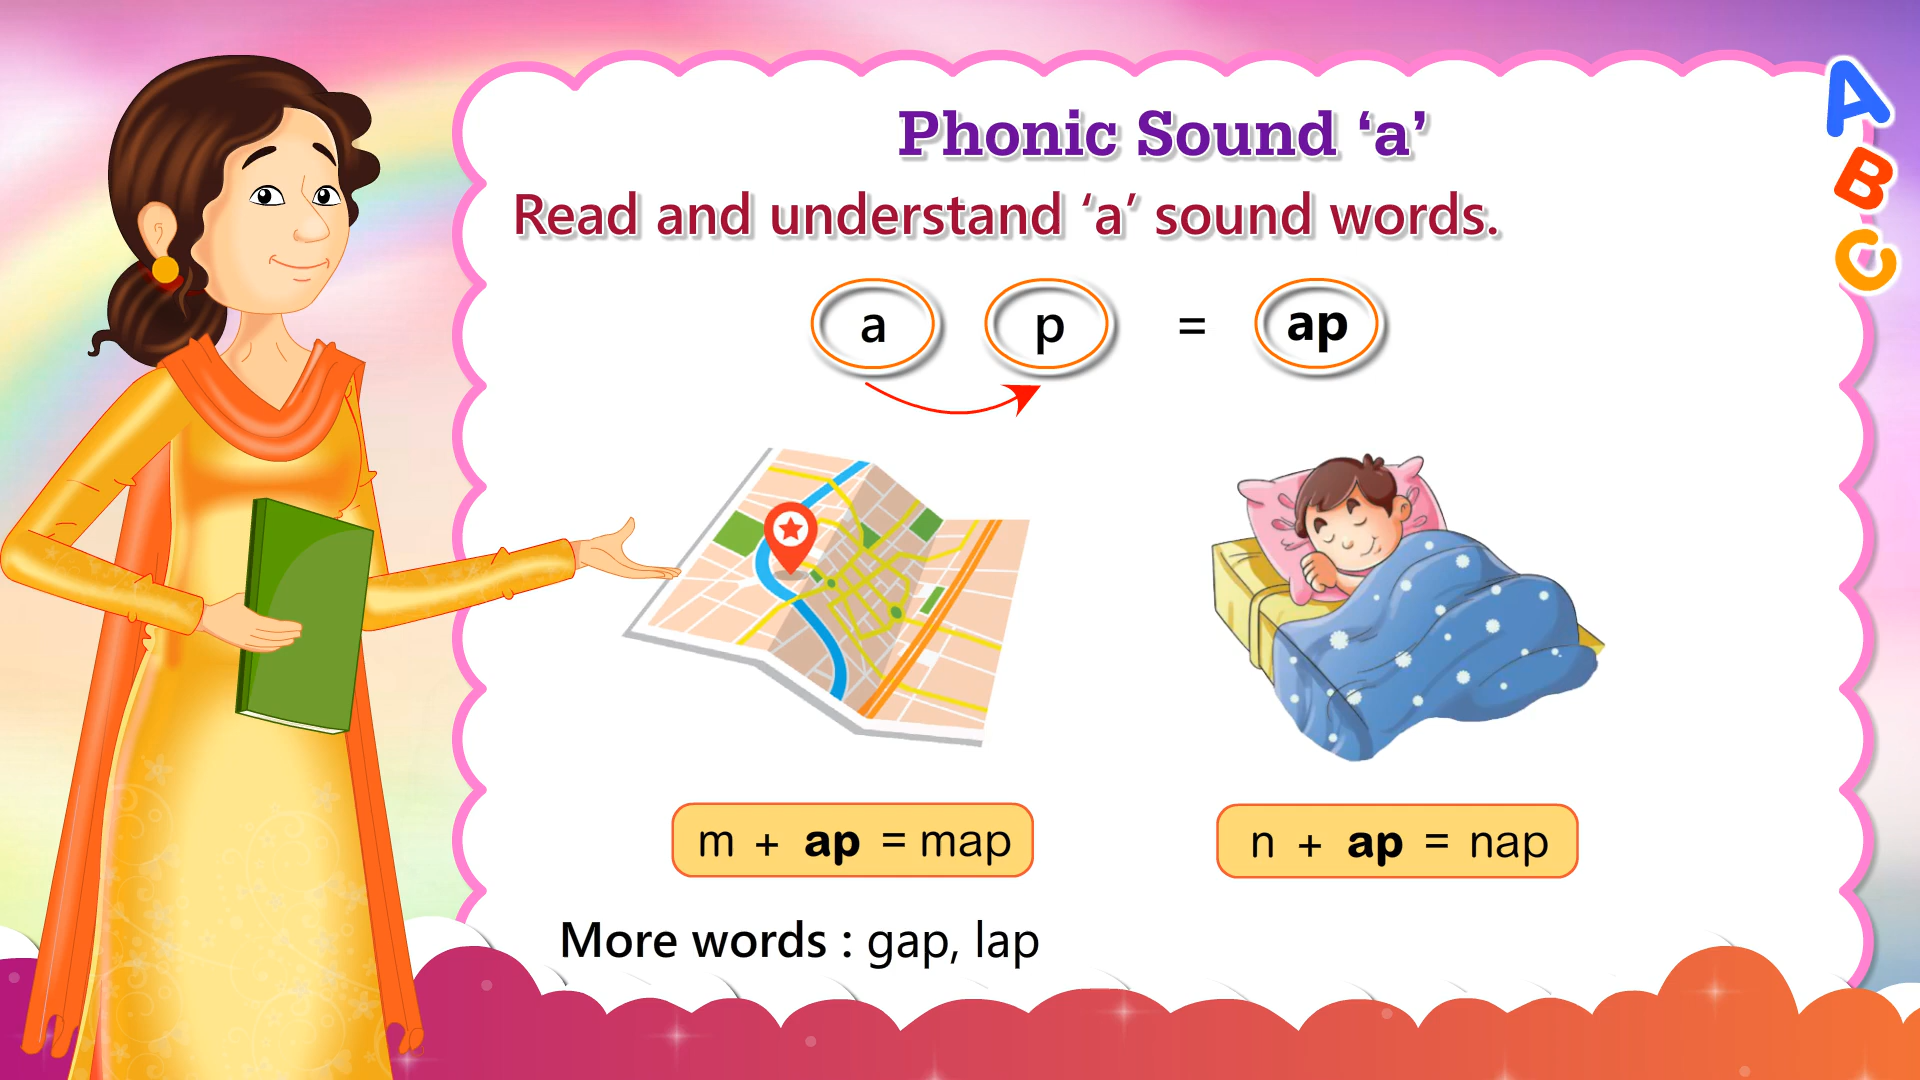 Phonic Sound ‘a’
Read and understand ‘a’ sound words.
a p = ap
m + ap = map
n + ap = nap
More words : gap, lap
A
B
C